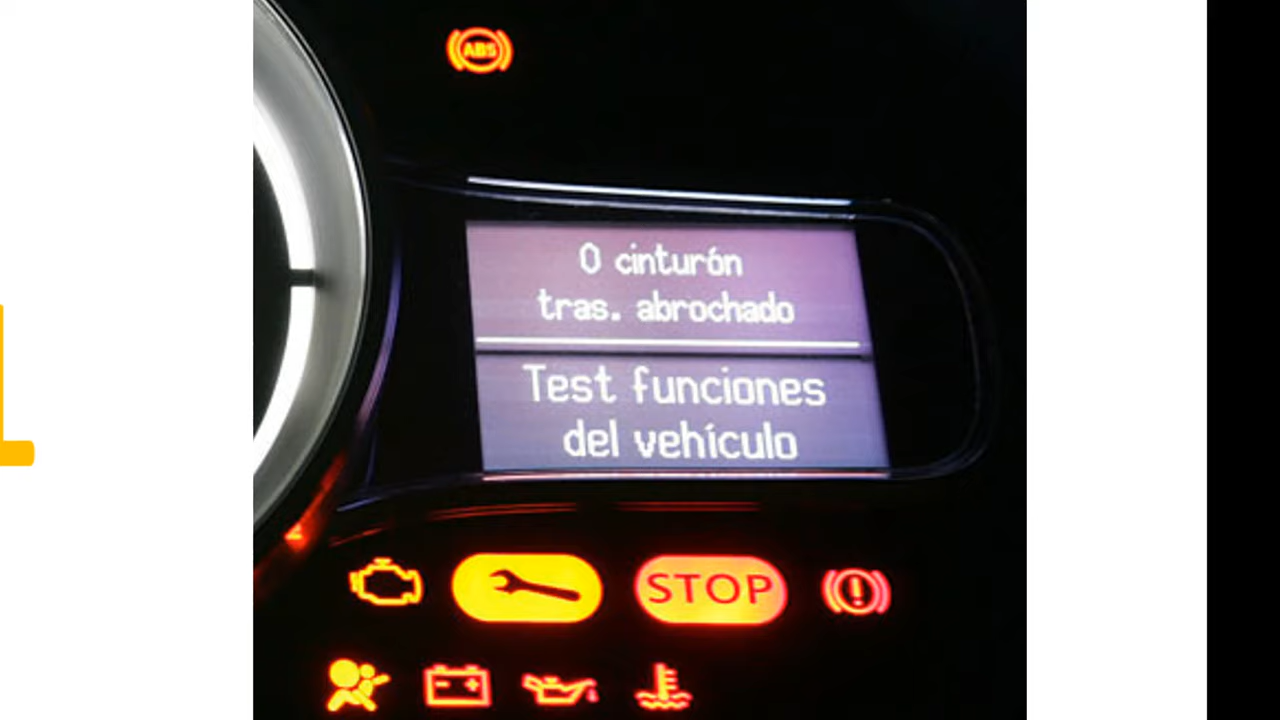 ABS
0 cinturón
tras. abrochado
Test funciones
del vehículo
STOP